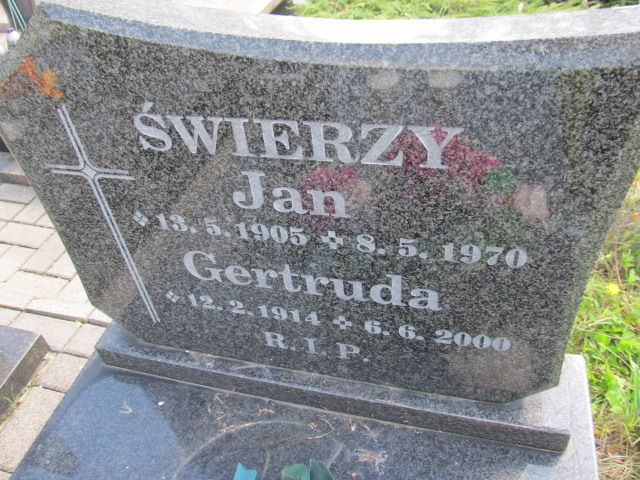 ŚWIERZY
Jan
13. 5. 1905 ✝ 8. 5. 1970
Gertruda
12. 2. 1914 ✝ 6. 6. 2000
R. I. P.